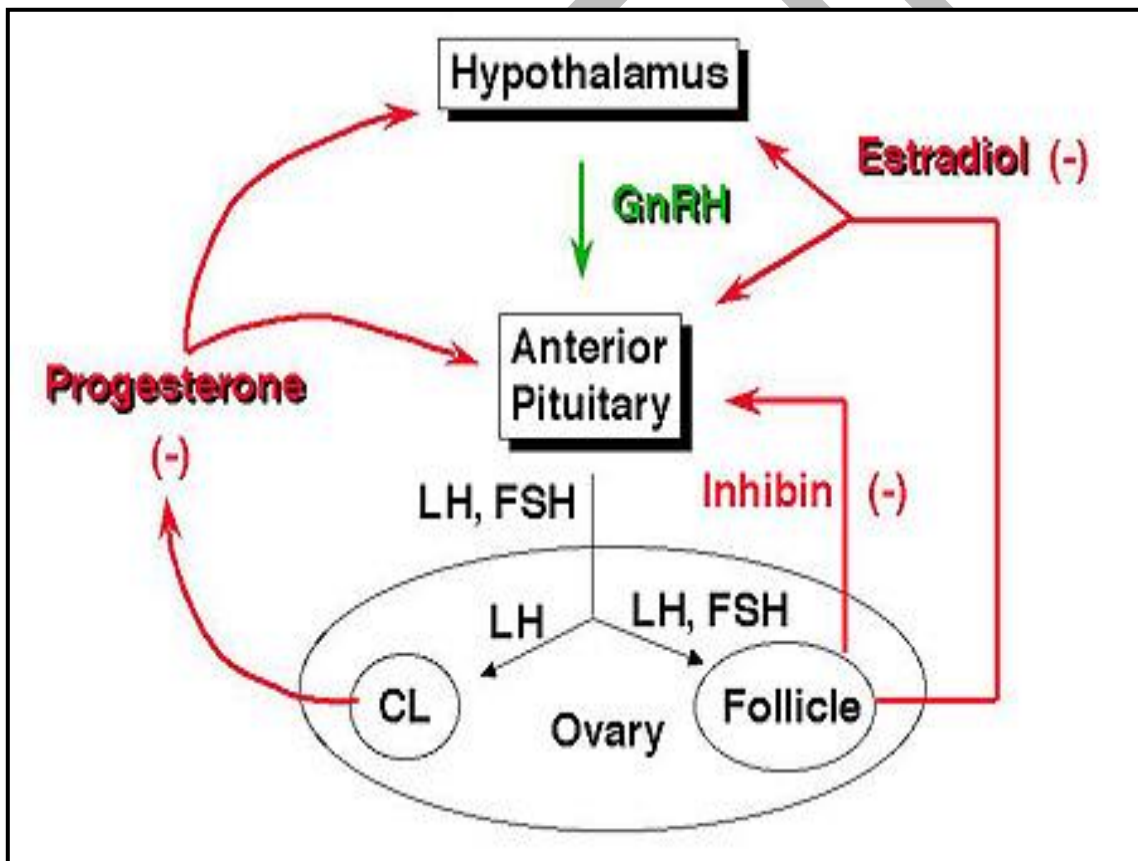 Hypothalamus
Estradiol (-)
GnRH
Anterior
Pituitary
Progesterone
(-)
Inhibin (-)
LH, FSH
LH
LH, FSH
CL
Follicle
Ovary